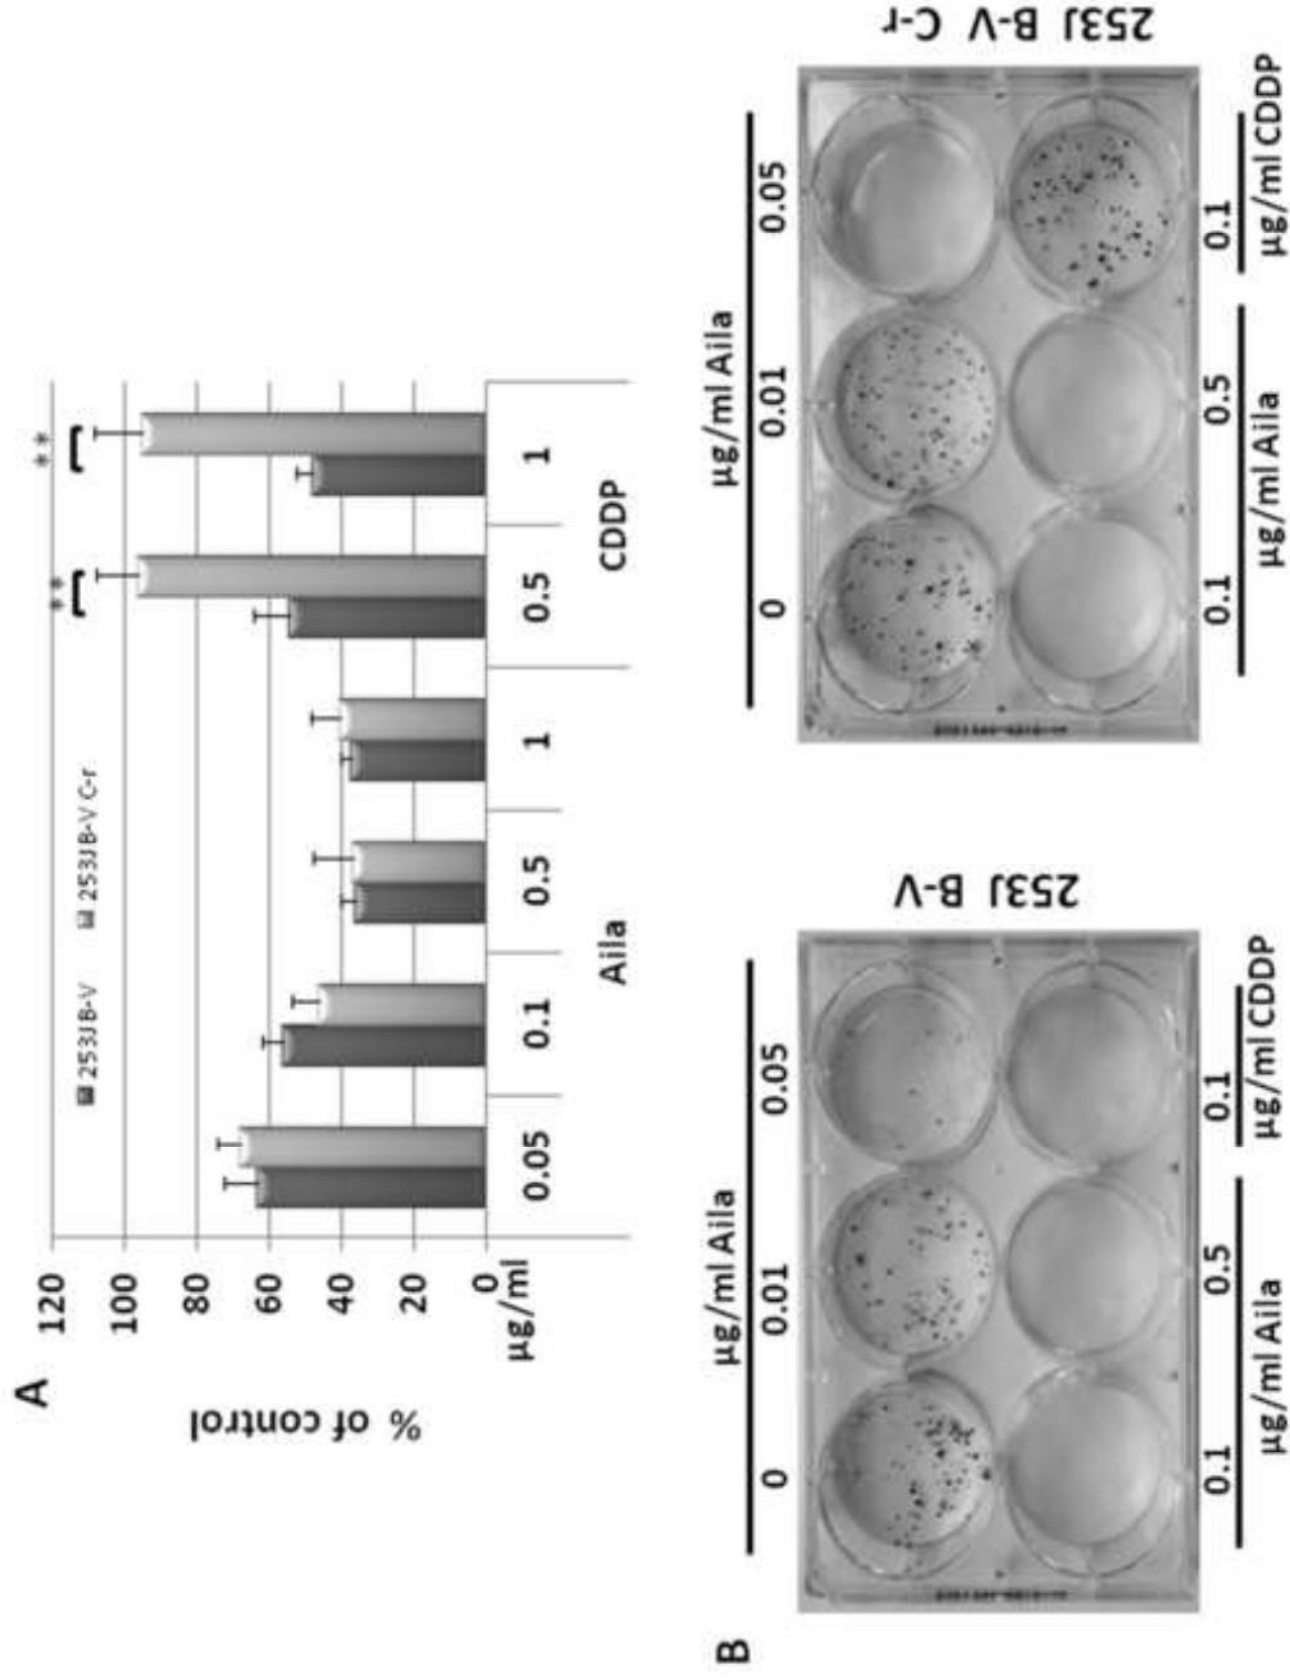 A
253JB-V 253JB-V C-r
**
**
120
100
80
60
40
20
0
% of control
µg/ml
0.05 0.1 0.5 1 0.5 1
Aila CDDP
B
µg/ml Aila
0 0.01 0.05
253J B-V
0.1 0.5 0.1
µg/ml Aila µg/ml CDDP
µg/ml Aila
0 0.01 0.05
253J B-V C-r
0.1 0.5 0.1
µg/ml Aila µg/ml CDDP